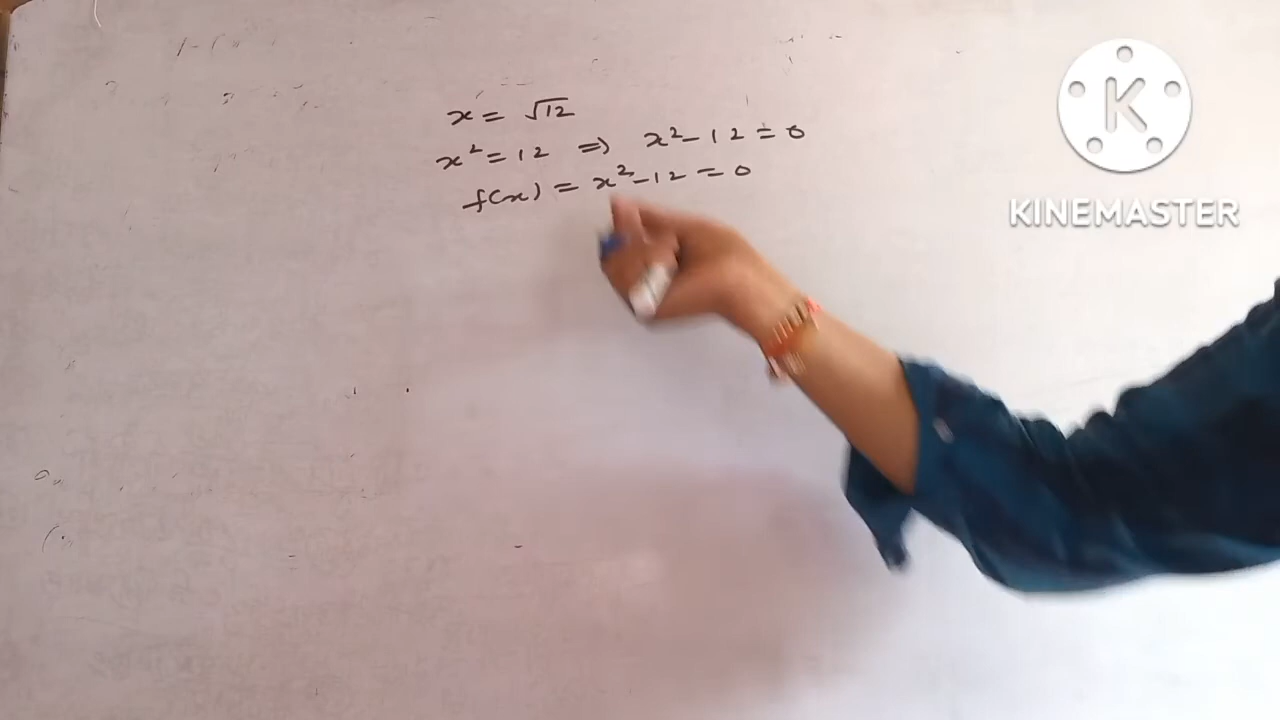 x = √12
x² = 12 ⇒ x² - 12 = 0
f(x) = x² - 12 = 0
K
KINEMASTER